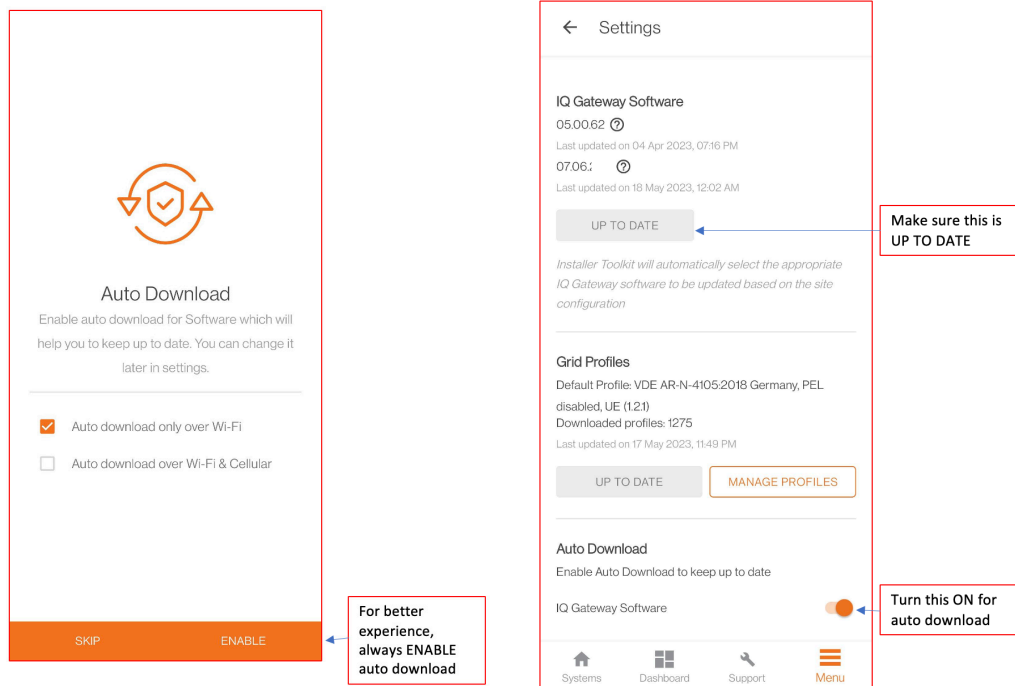 Auto Download
Enable auto download for Software which will
help you to keep up to date. You can change it
later in settings.
Auto download only over Wi-Fi
Auto download over Wi-Fi & Cellular
SKIP
ENABLE
For better
experience,
always ENABLE
auto download
Settings
IQ Gateway Software
05.00.62
Last updated on 04 Apr 2023, 07:16 PM
07.06.
Last updated on 18 May 2023, 12:02 AM
UP TO DATE
Make sure this is
UP TO DATE
Installer Toolkit will automatically select the appropriate
IQ Gateway software to be updated based on the site
configuration
Grid Profiles
Default Profile: VDE AR-N-4105:2018 Germany, PEL
disabled, UE (1.2.1)
Downloaded profiles: 1275
Last updated on 17 May 2023, 11:49 PM
UP TO DATE
MANAGE PROFILES
Auto Download
Enable Auto Download to keep up to date
IQ Gateway Software
Turn this ON for
auto download
Systems
Dashboard
Support
Menu